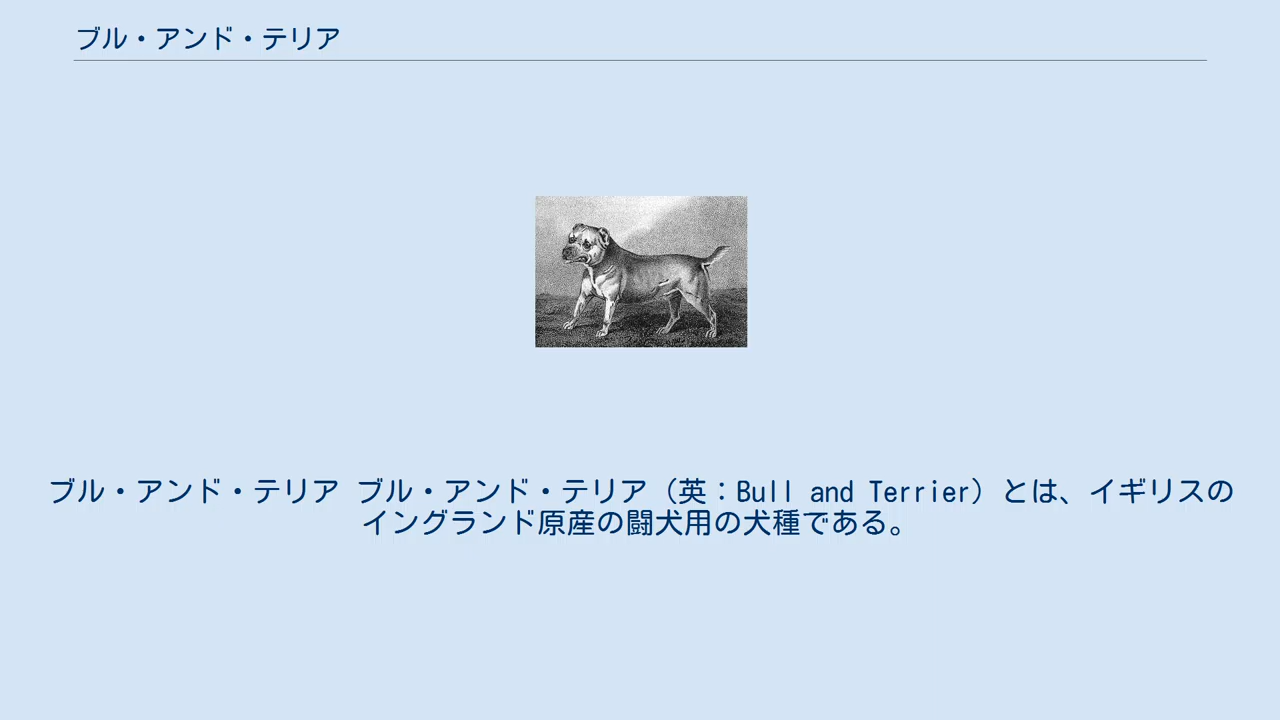 ブル・アンド・テリア
ブル・アンド・テリア ブル・アンド・テリア（英：Bull and Terrier）とは、イギリスの
イングランド原産の闘犬用の犬種である。